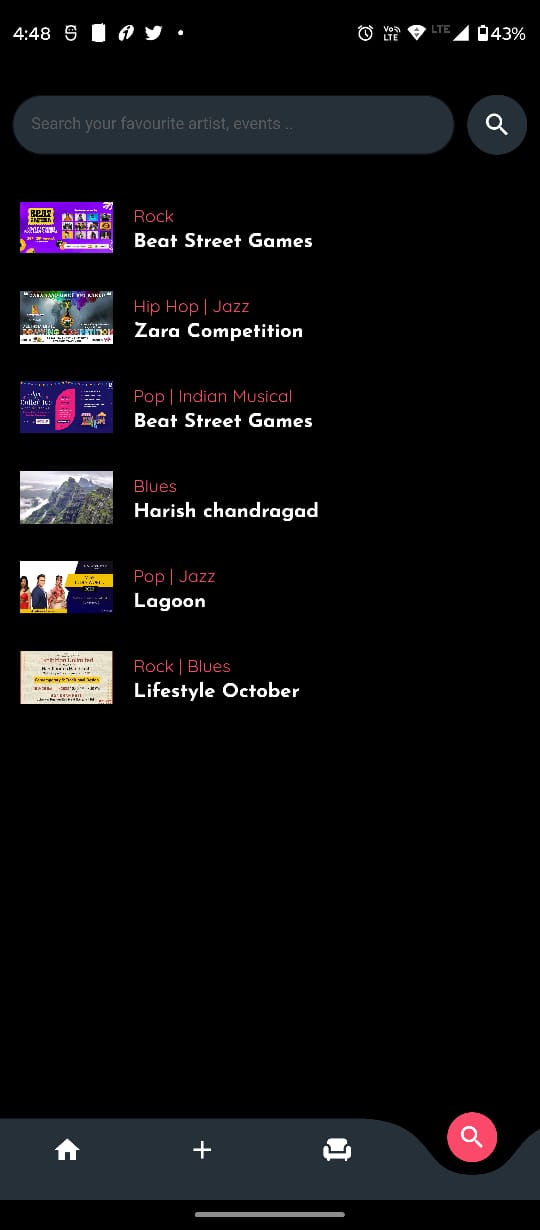 4:48
Vo
LTE
LTE
43%
Search your favourite artist, events ..
Rock
Beat Street Games
Hip Hop | Jazz
Zara Competition
Pop | Indian Musical
Beat Street Games
Blues
Harish chandragad
Pop | Jazz
Lagoon
Rock | Blues
Lifestyle October